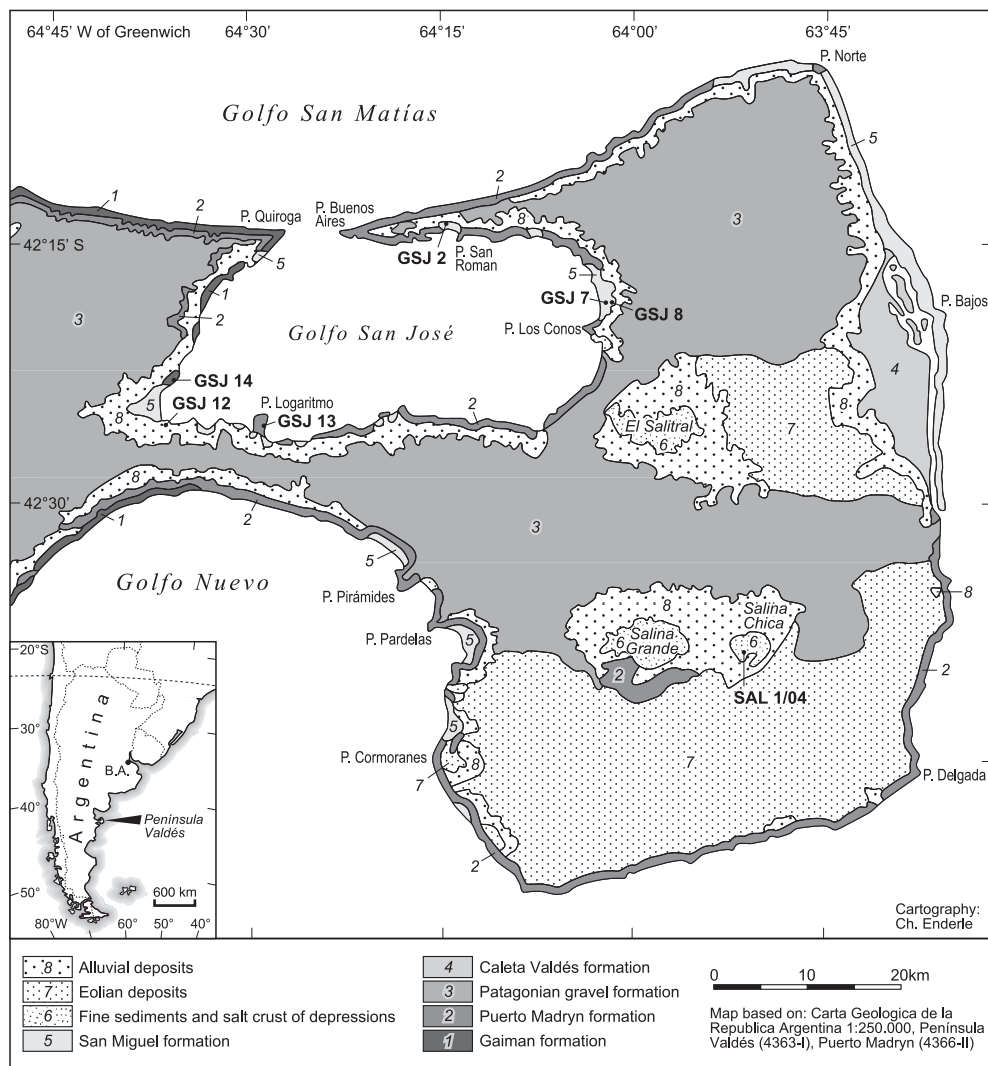 64°45' W of Greenwich
64°30'
64°15'
64°00'
63°45'
P. Norte
Golfo San Matías
5
2
1
2
P. Quiroga
P. Buenos
Aires
8
3
42°15' S
GSJ 2
P. San
Roman
5
5
1
GSJ 7
GSJ 8
P. Bajos
2
3
Golfo San José
P. Los Conos
4
GSJ 14
5
8
GSJ 12
P. Logaritmo
GSJ 13
2
8
8
El Salitral
6
7
8
42°30'
1
2
3
5
Golfo Nuevo
P. Pirámides
8
8
Salina
Chica
P. Pardelas
5
6
Salina
Grande
6
2
2
SAL 1/04
5
P. Cormoranes
8
7
7
P. Delgada
2
20°S
30°
40°
50°
Argentina
B.A.
Península
Valdés
600 km
80°W
60°
50°
40°
Cartography:
Ch. Enderle
8 Alluvial deposits
7 Eolian deposits
6 Fine sediments and salt crust of depressions
5 San Miguel formation
4 Caleta Valdés formation
3 Patagonian gravel formation
2 Puerto Madryn formation
1 Gaiman formation
0 10 20km
Map based on: Carta Geologica de la
Republica Argentina 1:250.000, Península
Valdés (4363-I), Puerto Madryn (4366-II)